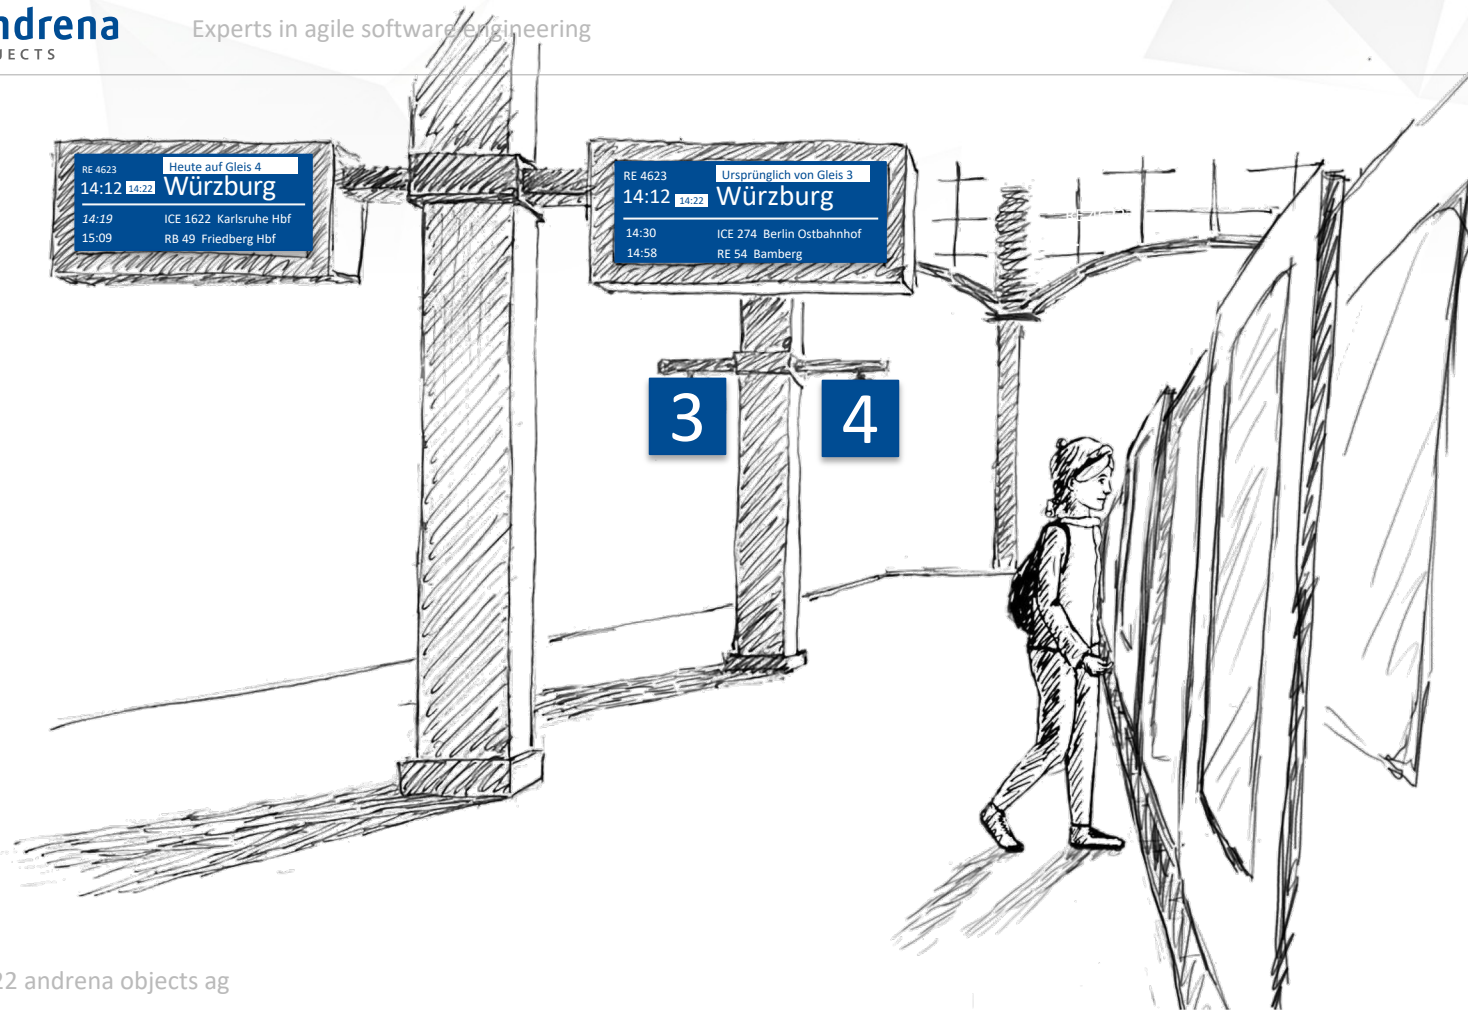 ndrena
JECTS
Experts in agile software engineering
RE 4623
Heute auf Gleis 4
14:12 14:22 Würzburg
14:19 ICE 1622 Karlsruhe Hbf
15:09 RB 49 Friedberg Hbf
RE 4623
Ursprünglich von Gleis 3
14:12 14:22 Würzburg
14:30 ICE 274 Berlin Ostbahnhof
14:58 RE 54 Bamberg
3
4
22 andrena objects ag